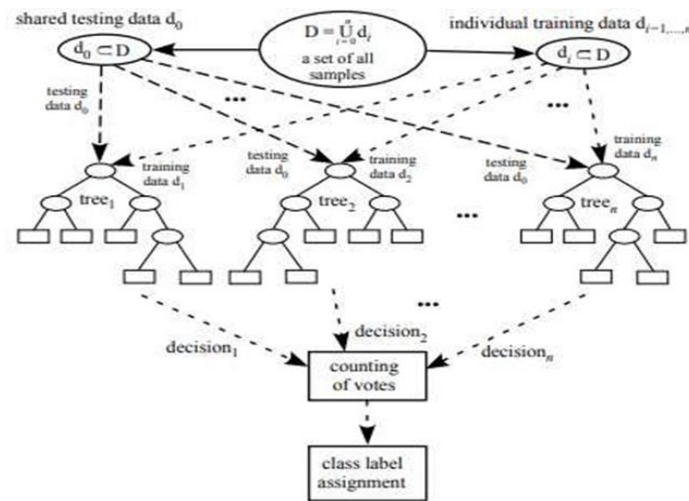 shared testing data d₀
individual training data dᵢ₋₁,...,ₙ
D = ⋃ⁿᵢ₌₀ dᵢ
a set of all
samples
d₀ ⊂ D
dᵢ ⊂ D
testing
data d₀
...
...
training
data d₁
testing
data d₀
training
data d₂
testing
data d₀
training
data dₙ
tree₁
tree₂
...
treeₙ
...
decision₁
decision₂
decisionₙ
counting
of votes
class label
assignment